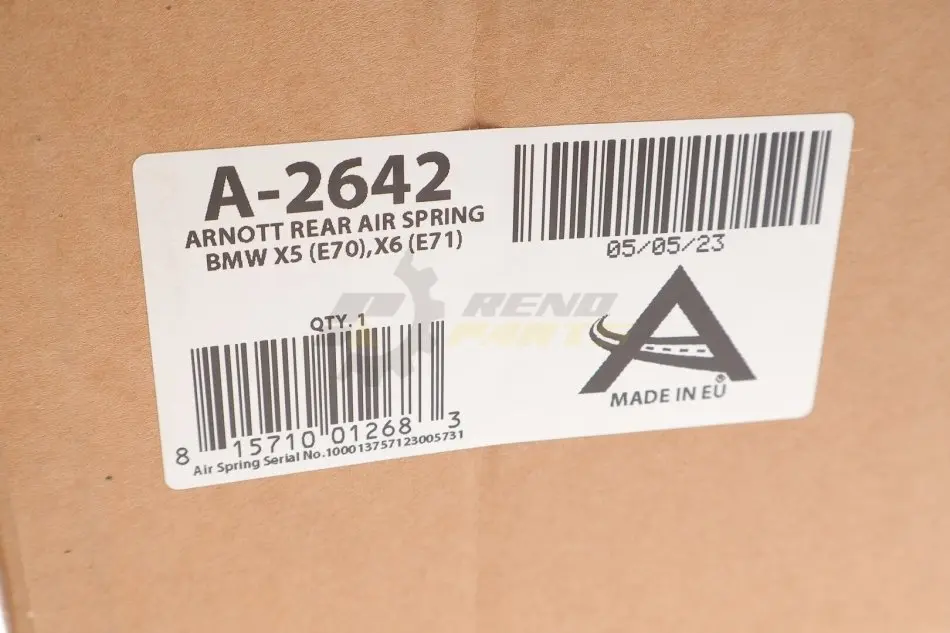 A-2642
ARNOTT REAR AIR SPRING
BMW X5 (E70),X6 (E71)
QTY. 1
8 15710 01268 3
Air Spring Serial No.100013757123005731
05/05/23
MADE IN EU
RENO
PARTS